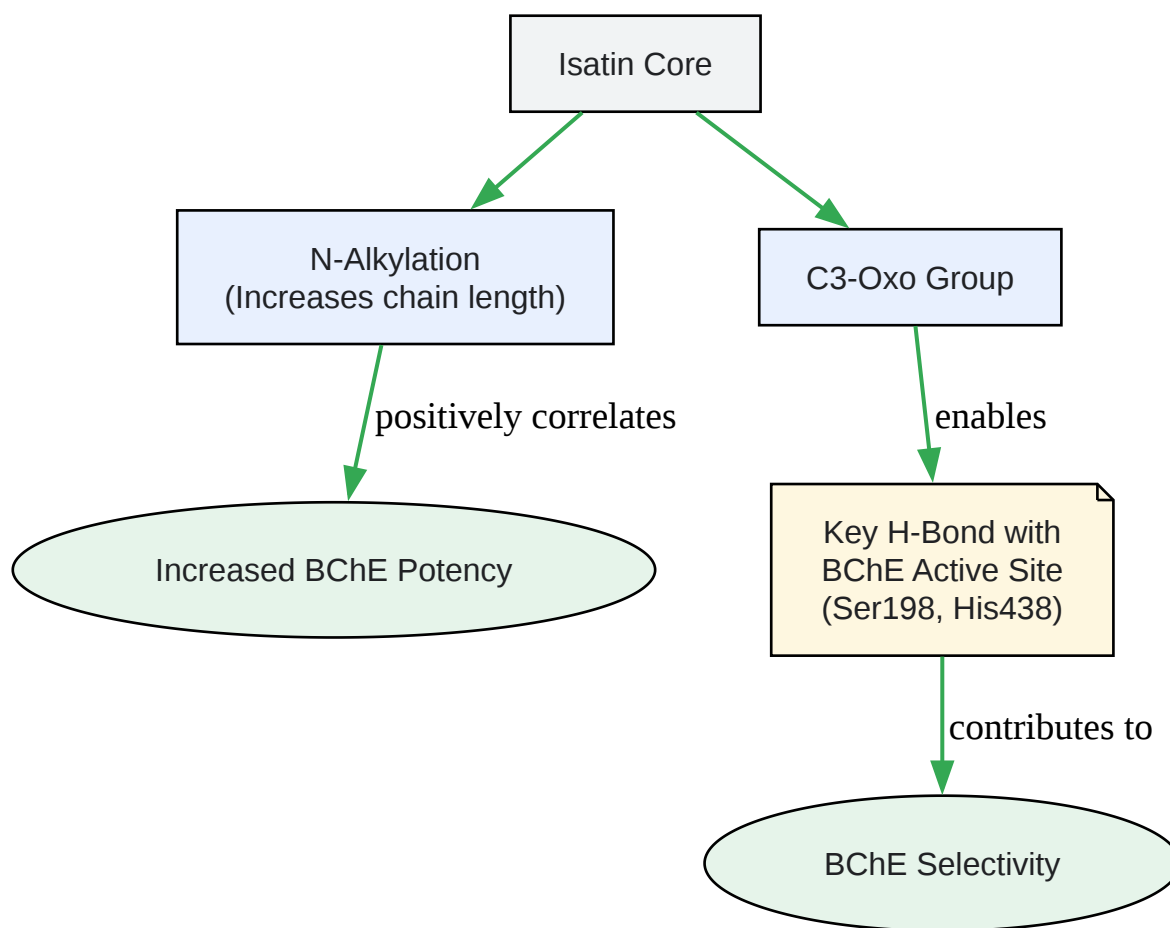 Isatin Core
N-Alkylation
(Increases chain length)
C3-Oxo Group
positively correlates
enables
Increased BChE Potency
Key H-Bond with
BChE Active Site
(Ser198, His438)
contributes to
BChE Selectivity